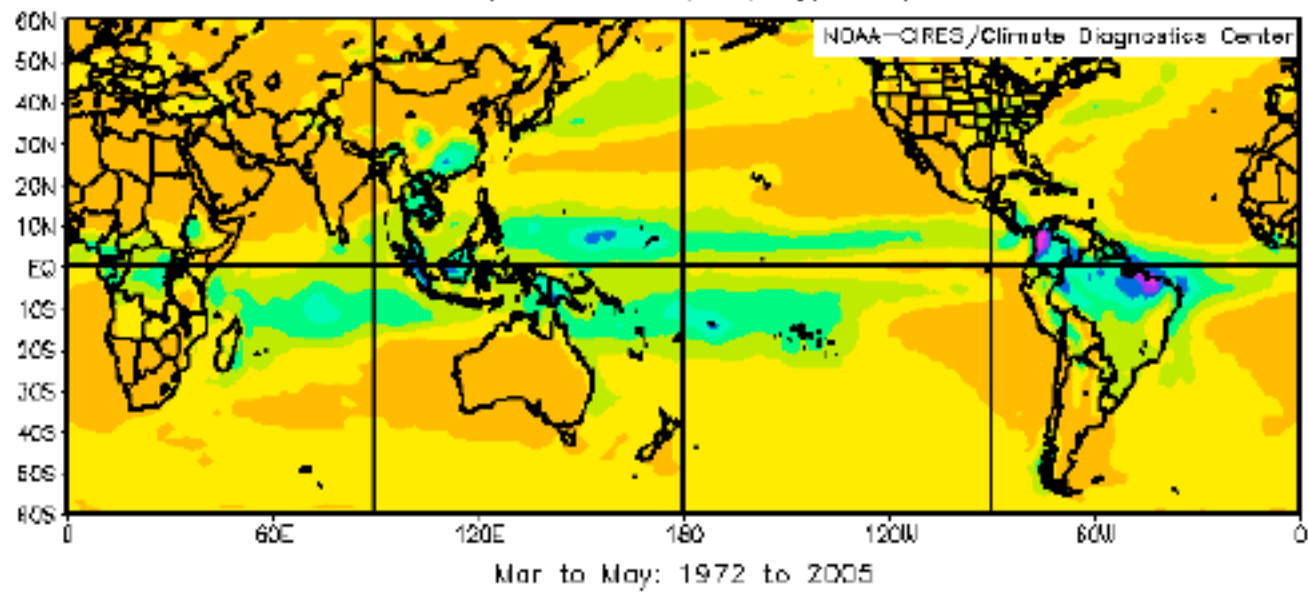 NOAA-CIRES/Climate Diagnostics Center
60N
50N
40N
30N
20N
10N
EQ
10S
20S
30S
40S
50S
60S
0 60E 120E 180 120W 60W 0
Mar to May: 1972 to 2005